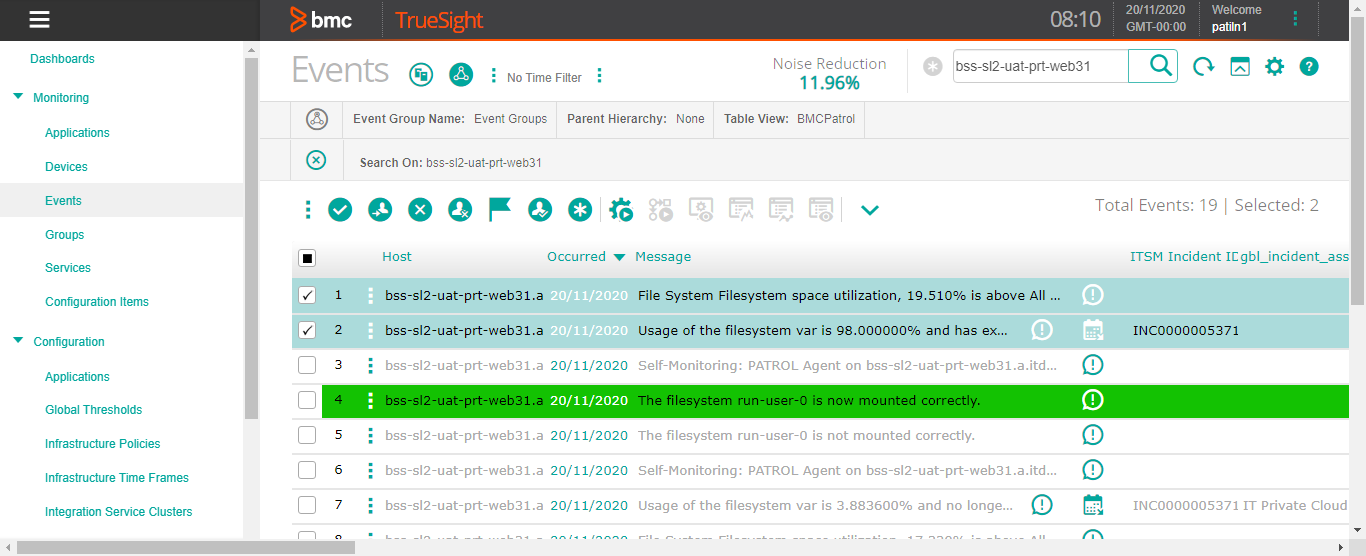 bmc TrueSight 08:10 20/11/2020 GMT-00:00 Welcome patiln1
Dashboards
Monitoring
Applications
Devices
Events
Groups
Services
Configuration Items
Configuration
Applications
Global Thresholds
Infrastructure Policies
Infrastructure Time Frames
Integration Service Clusters
Events No Time Filter Noise Reduction 11.96% bss-sl2-uat-prt-web31
Event Group Name: Event Groups Parent Hierarchy: None Table View: BMCPatrol
Search On: bss-sl2-uat-prt-web31
Total Events: 19 | Selected: 2
Host Occurred Message ITSM Incident ID gbl_incident_ass
1 bss-sl2-uat-prt-web31.a 20/11/2020 File System Filesystem space utilization, 19.510% is above All ...
2 bss-sl2-uat-prt-web31.a 20/11/2020 Usage of the filesystem var is 98.000000% and has ex... INC0000005371
3 bss-sl2-uat-prt-web31.a 20/11/2020 Self-Monitoring: PATROL Agent on bss-sl2-uat-prt-web31.a.itd...
4 bss-sl2-uat-prt-web31.a 20/11/2020 The filesystem run-user-0 is now mounted correctly.
5 bss-sl2-uat-prt-web31.a 20/11/2020 The filesystem run-user-0 is not mounted correctly.
6 bss-sl2-uat-prt-web31.a 20/11/2020 Self-Monitoring: PATROL Agent on bss-sl2-uat-prt-web31.a.itd...
7 bss-sl2-uat-prt-web31.a 20/11/2020 Usage of the filesystem var is 3.883600% and no longe... INC0000005371 IT Private Cloud